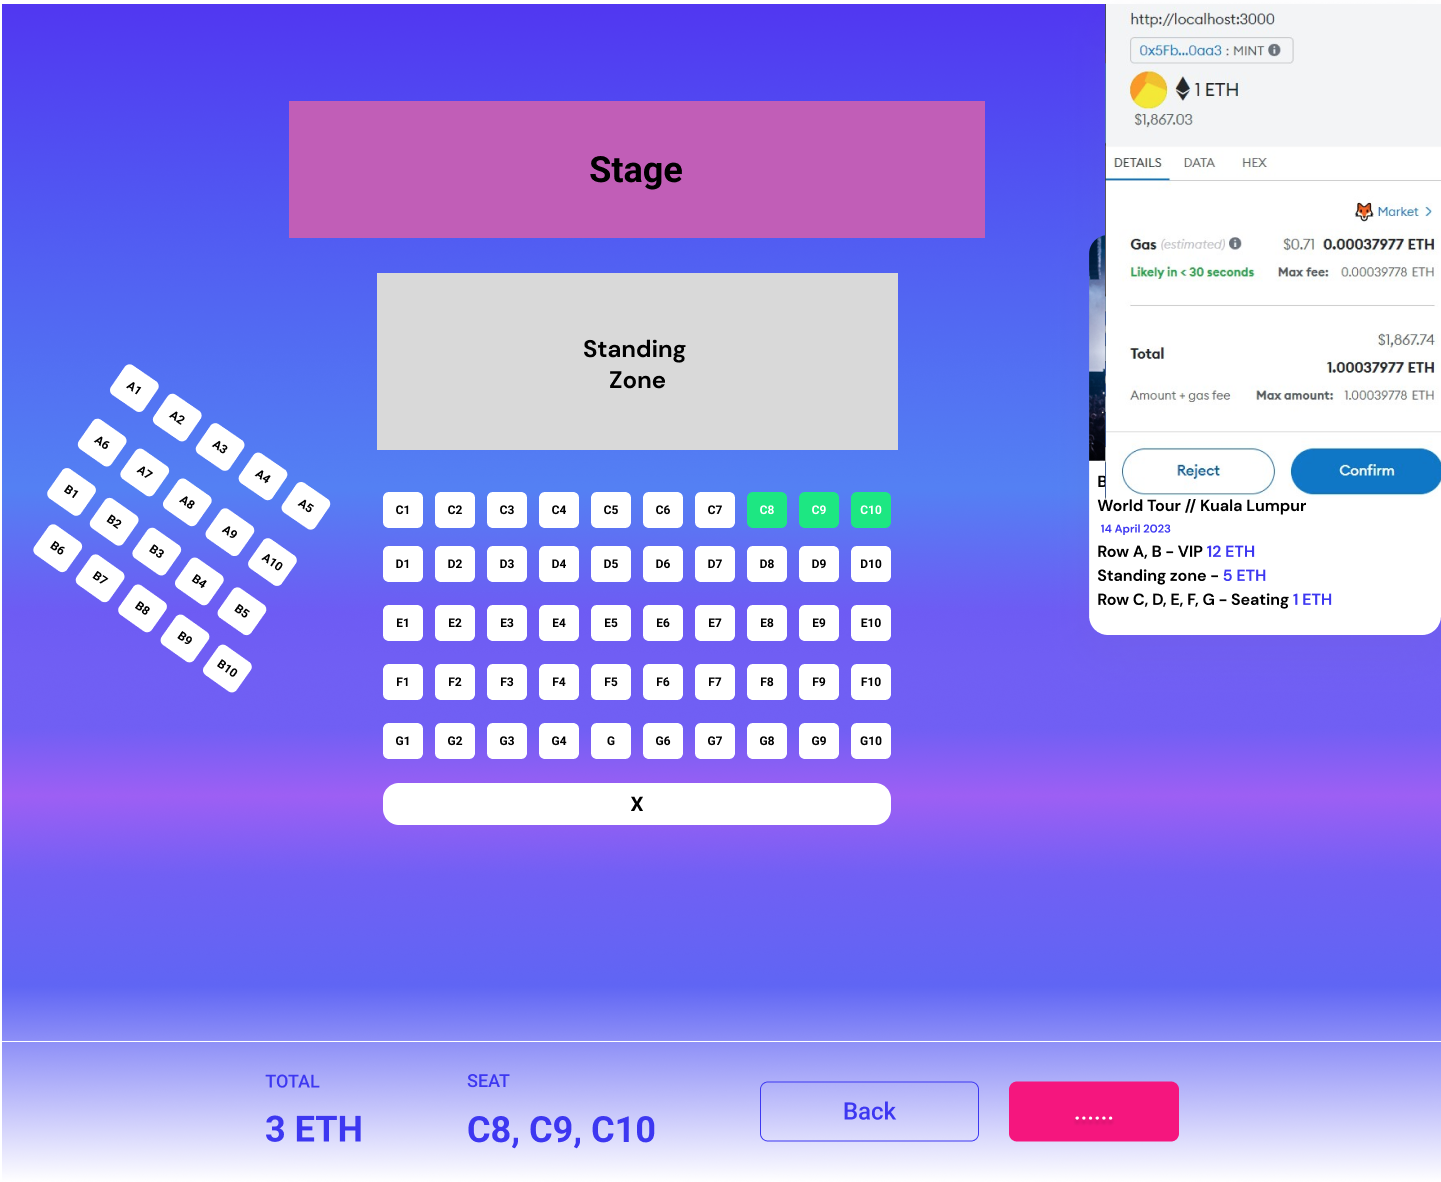 http://localhost:3000
0x5Fb...0aa3 : MINT
1 ETH
$1,867.03
DETAILS DATA HEX
Market >
Gas (estimated) $0.71 0.00037977 ETH
Likely in < 30 seconds Max fee: 0.00039778 ETH
$1,867.74
Total
1.00037977 ETH
Amount + gas fee Max amount: 1.00039778 ETH
Reject Confirm
B
World Tour // Kuala Lumpur
14 April 2023
Row A, B - VIP 12 ETH
Standing zone - 5 ETH
Row C, D, E, F, G - Seating 1 ETH
Stage
Standing
Zone
A1 A2 A3 A4 A5
A6 A7 A8 A9 A10
B1 B2 B3 B4 B5
B6 B7 B8 B9 B10
C1 C2 C3 C4 C5 C6 C7 C8 C9 C10
D1 D2 D3 D4 D5 D6 D7 D8 D9 D10
E1 E2 E3 E4 E5 E6 E7 E8 E9 E10
F1 F2 F3 F4 F5 F6 F7 F8 F9 F10
G1 G2 G3 G4 G G6 G7 G8 G9 G10
X
TOTAL SEAT
3 ETH C8, C9, C10
Back ......